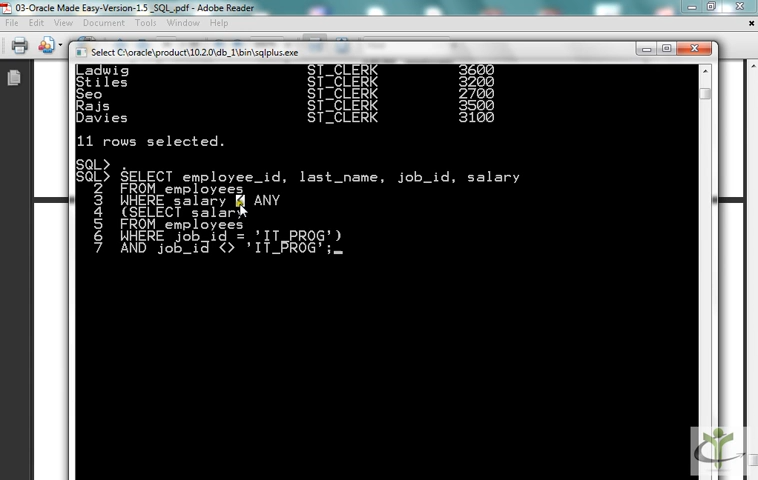 03-Oracle Made Easy-Version-1.5 _SQL_.pdf - Adobe Reader
File Edit View Document Tools Window Help
Select C:\oracle\product\10.2.0\db_1\bin\sqlplus.exe
Ladwig ST_CLERK 3600
Stiles ST_CLERK 3200
Seo ST_CLERK 2700
Rajs ST_CLERK 3500
Davies ST_CLERK 3100
11 rows selected.
SQL> .
SQL> SELECT employee_id, last_name, job_id, salary
2 FROM employees
3 WHERE salary < ANY
4 (SELECT salary
5 FROM employees
6 WHERE job_id = 'IT_PROG')
7 AND job_id <> 'IT_PROG';_